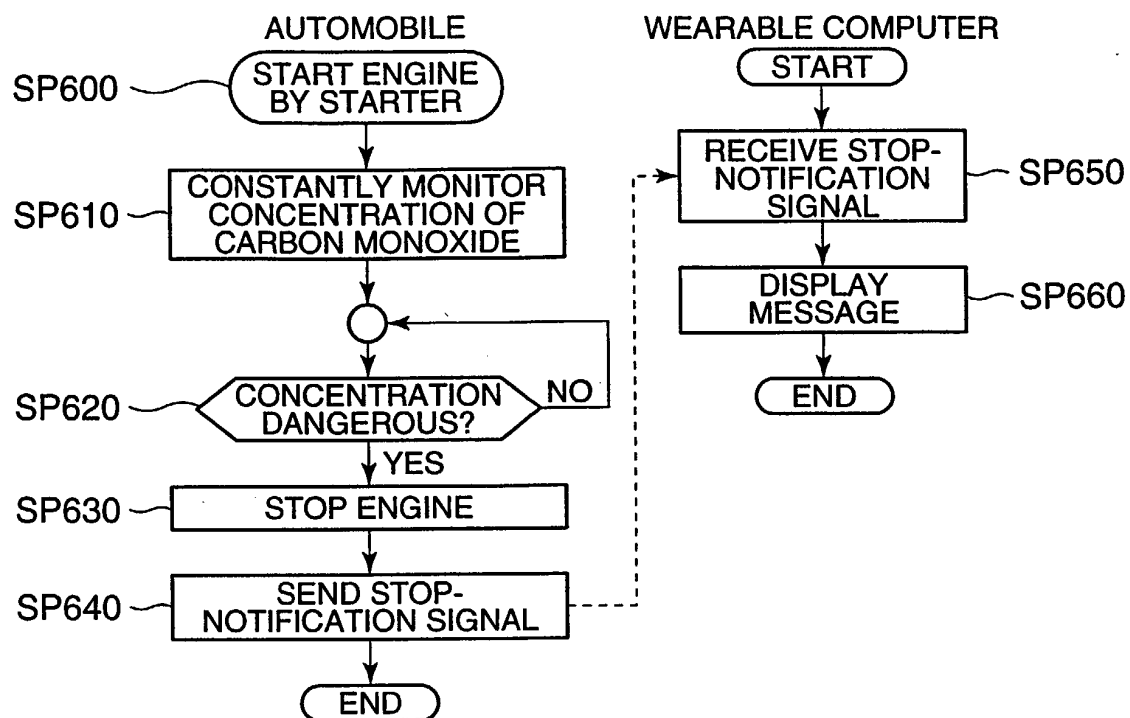 AUTOMOBILE
SP600
START ENGINE
BY STARTER
SP610
CONSTANTLY MONITOR
CONCENTRATION OF
CARBON MONOXIDE
SP620
CONCENTRATION
DANGEROUS?
NO
YES
SP630
STOP ENGINE
SP640
SEND STOP-
NOTIFICATION SIGNAL
END
WEARABLE COMPUTER
START
RECEIVE STOP-
NOTIFICATION
SIGNAL
SP650
DISPLAY
MESSAGE
SP660
END